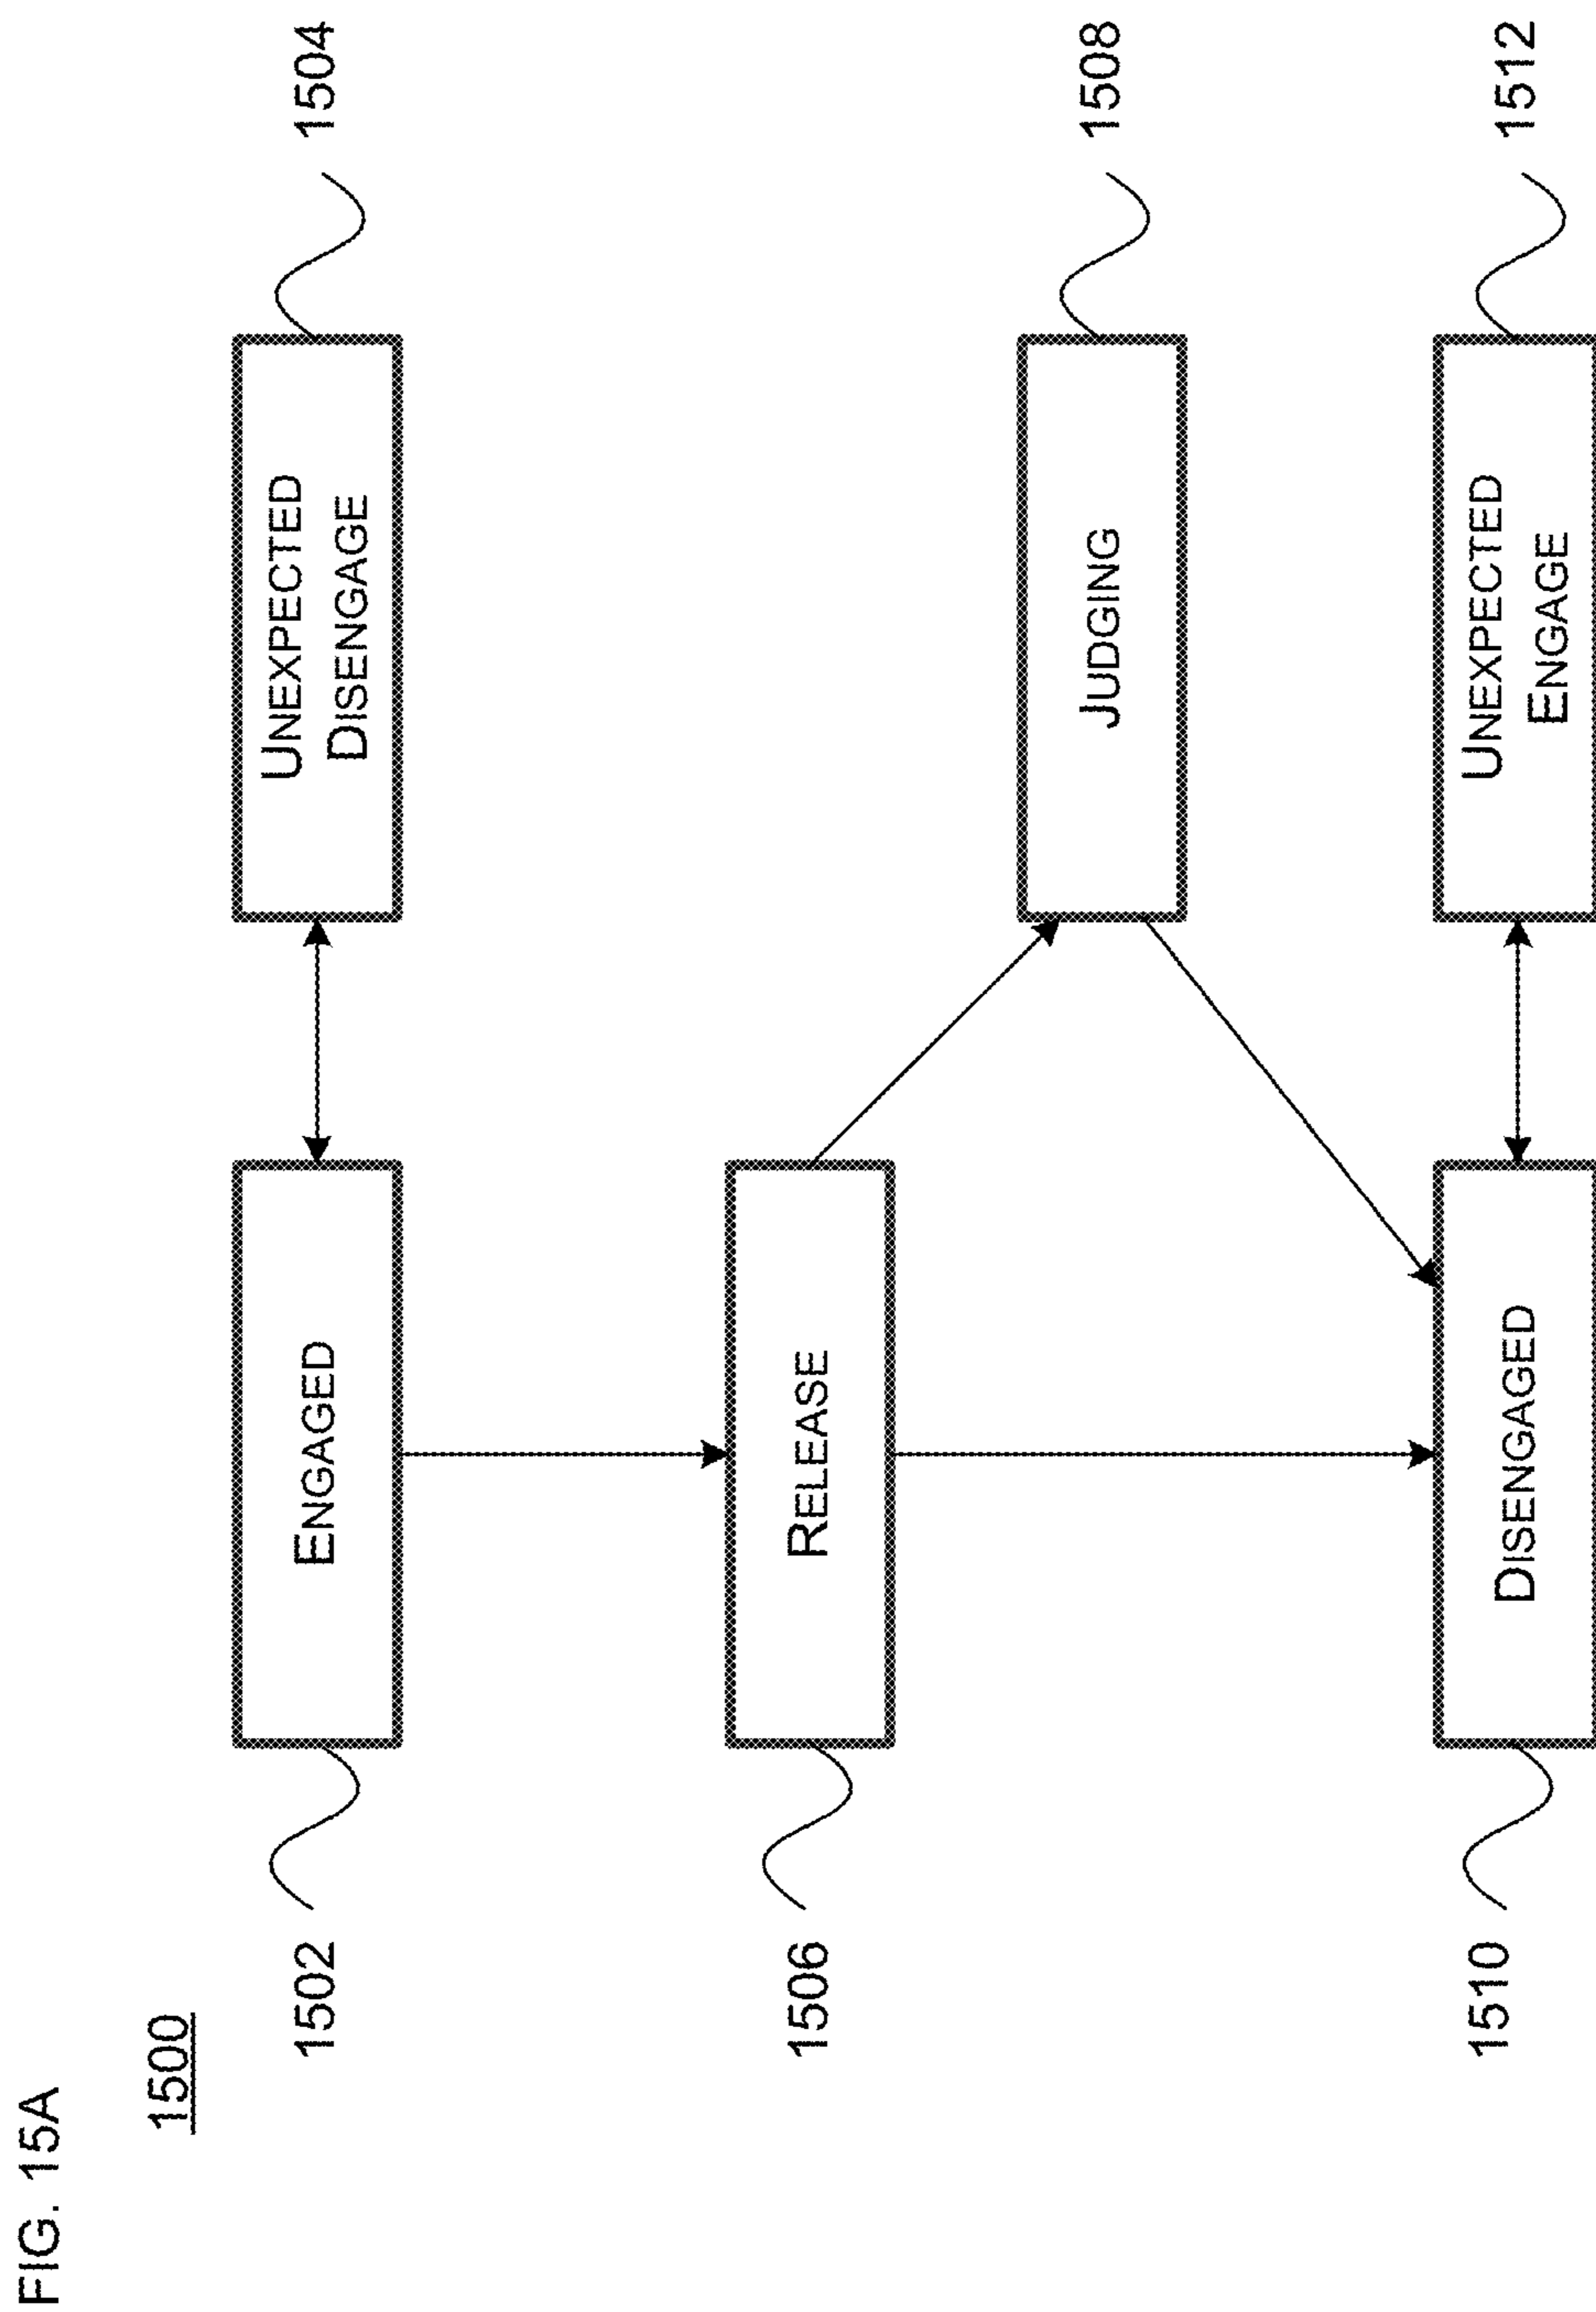 FIG. 15A
1500
1502
ENGAGED
UNEXPECTED
DISENGAGE
1504
1506
RELEASE
JUDGING
1508
1510
DISENGAGED
UNEXPECTED
ENGAGE
1512